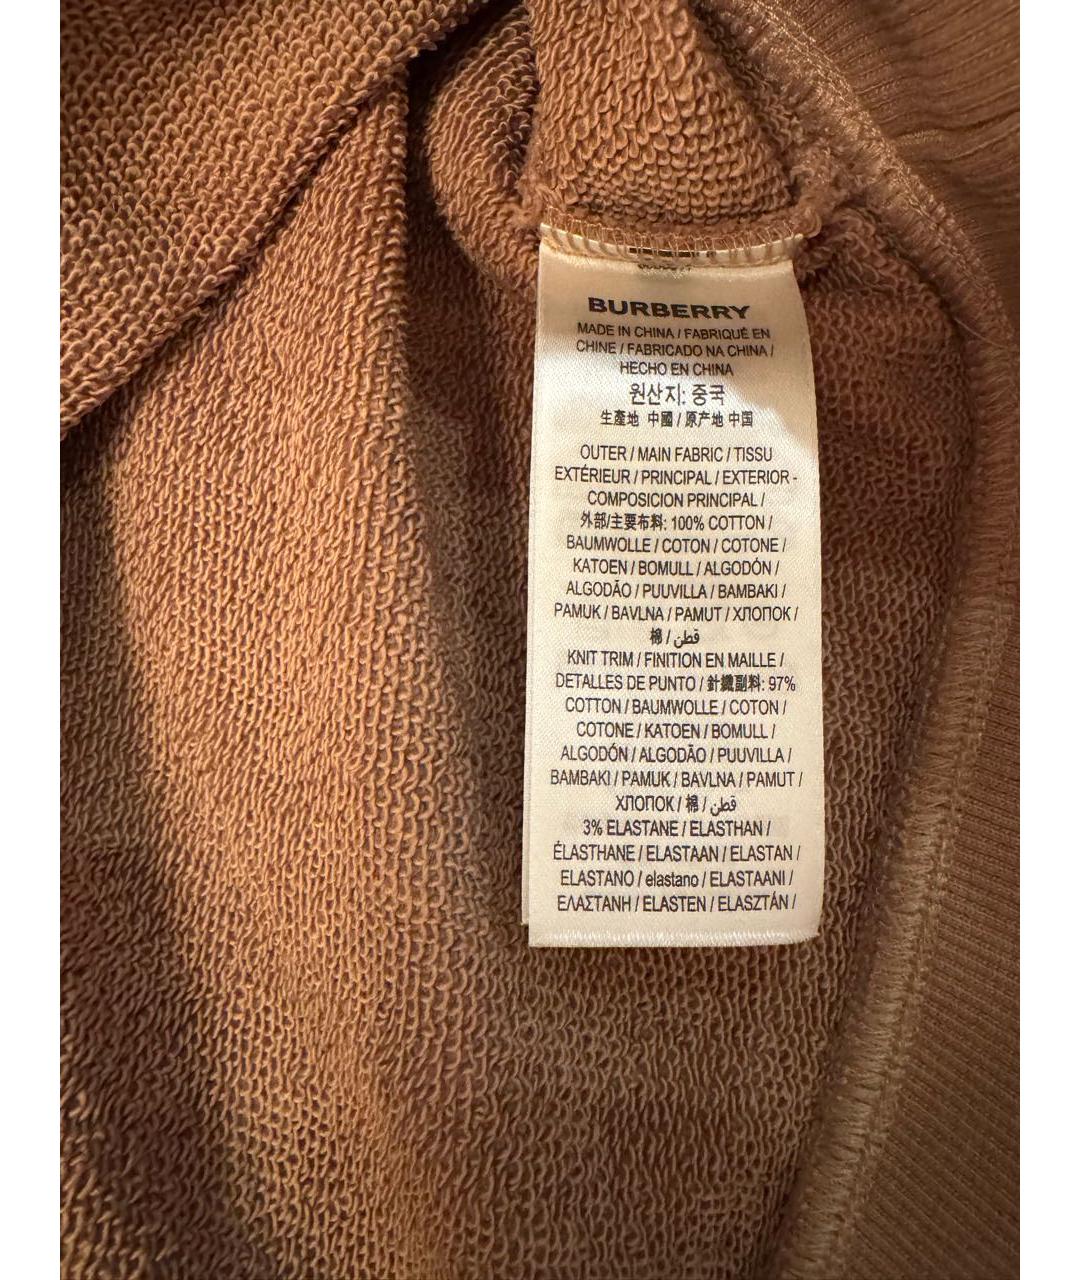 BURBERRY
MADE IN CHINA / FABRIQUÉ EN
CHINE / FABRICADO NA CHINA /
HECHO EN CHINA
원산지: 중국
生產地 中國 / 原产地 中国
OUTER / MAIN FABRIC / TISSU
EXTÉRIEUR / PRINCIPAL / EXTERIOR -
COMPOSICION PRINCIPAL /
外部/主要布料: 100% COTTON /
BAUMWOLLE / COTON / COTONE /
KATOEN / BOMULL / ALGODÓN /
ALGODÃO / PUUVILLA / BAMBAKI /
PAMUK / BAVLNA / PAMUT / ХЛОПОК /
棉 / قطن
KNIT TRIM / FINITION EN MAILLE /
DETALLES DE PUNTO / 針織副料: 97%
COTTON / BAUMWOLLE / COTON /
COTONE / KATOEN / BOMULL /
ALGODÓN / ALGODÃO / PUUVILLA /
BAMBAKI / PAMUK / BAVLNA / PAMUT /
ХЛОПОК / 棉 / قطن
3% ELASTANE / ELASTHAN /
ÉLASTHANE / ELASTAAN / ELASTAN /
ELASTANO / elastano / ELASTAANI /
ΕΛΑΣΤΑΝΗ / ELASTEN / ELASZTÁN /